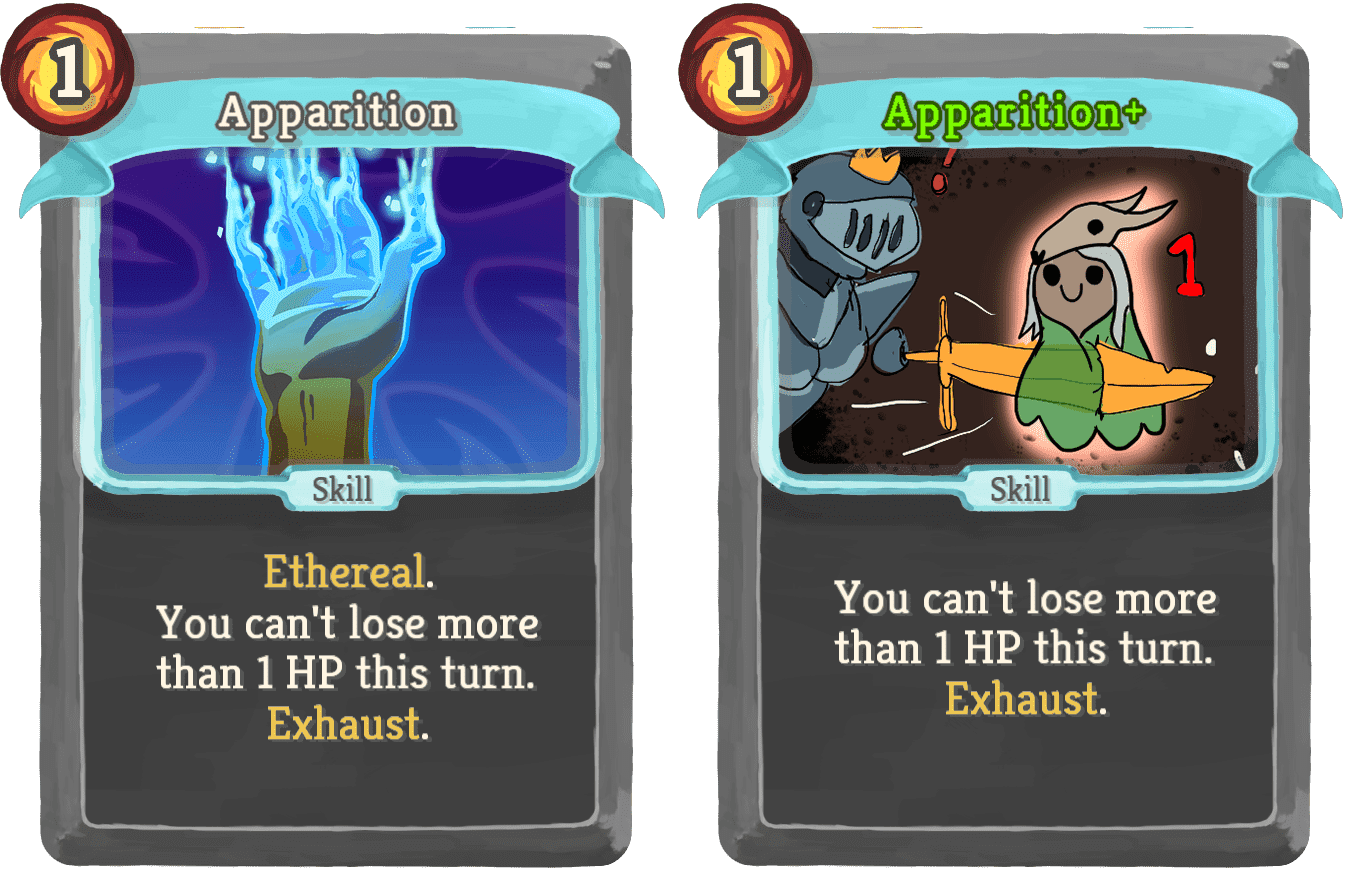 1
Apparition
Skill
Ethereal.
You can't lose more
than 1 HP this turn.
Exhaust.
1
Apparition+
!
1
Skill
You can't lose more
than 1 HP this turn.
Exhaust.